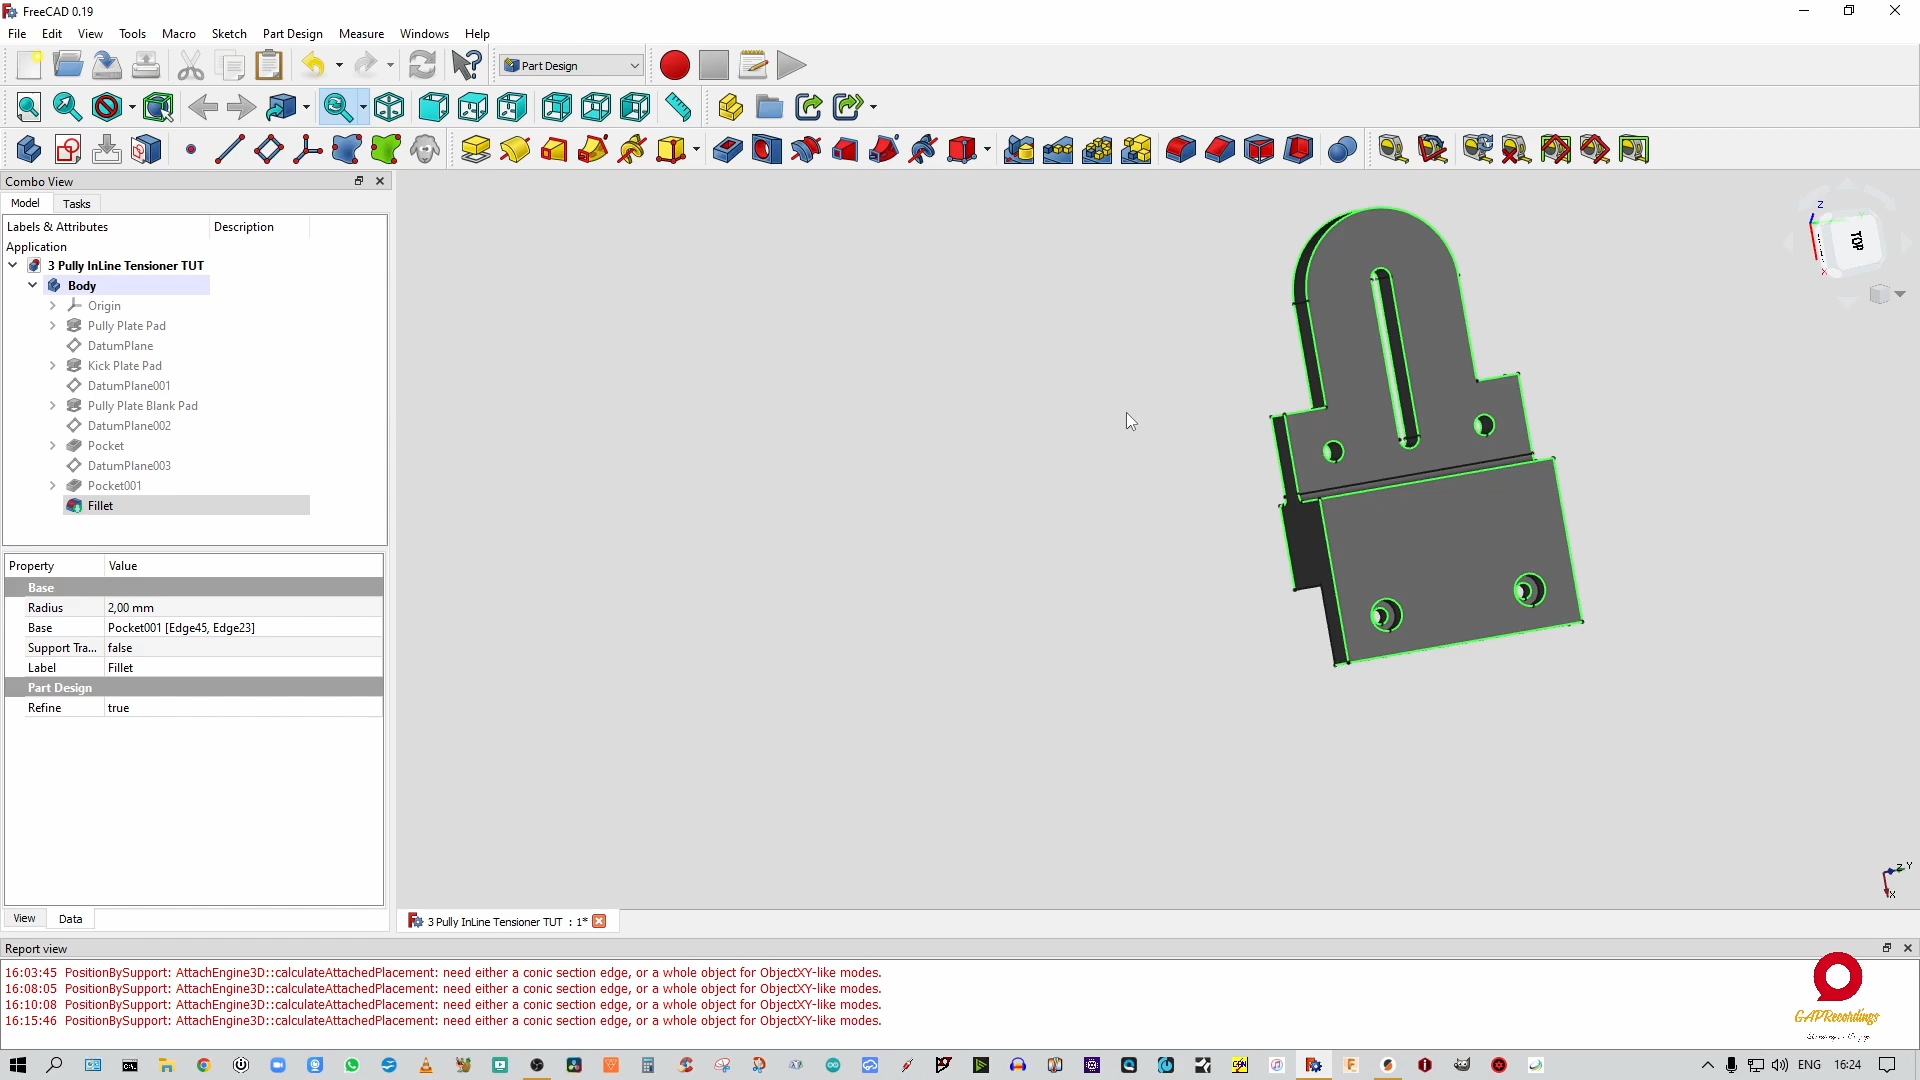 FreeCAD 0.19
File Edit View Tools Macro Sketch Part Design Measure Windows Help
Part Design
Combo View
Model Tasks
Labels & Attributes Description
Application
3 Pully InLine Tensioner TUT
Body
Origin
Pully Plate Pad
DatumPlane
Kick Plate Pad
DatumPlane001
Pully Plate Blank Pad
DatumPlane002
Pocket
DatumPlane003
Pocket001
Fillet
Z
Y
TOP
X
Property Value
Base
Radius 2,00 mm
Base Pocket001 [Edge45, Edge23]
Support Tra... false
Label Fillet
Part Design
Refine true
Z Y
X
View Data
3 Pully InLine Tensioner TUT : 1*
Report view
16:03:45 PositionBySupport: AttachEngine3D::calculateAttachedPlacement: need either a conic section edge, or a whole object for ObjectXY-like modes.
16:08:05 PositionBySupport: AttachEngine3D::calculateAttachedPlacement: need either a conic section edge, or a whole object for ObjectXY-like modes.
16:10:08 PositionBySupport: AttachEngine3D::calculateAttachedPlacement: need either a conic section edge, or a whole object for ObjectXY-like modes.
16:15:46 PositionBySupport: AttachEngine3D::calculateAttachedPlacement: need either a conic section edge, or a whole object for ObjectXY-like modes.
GAPRecordings
ENG 16:24